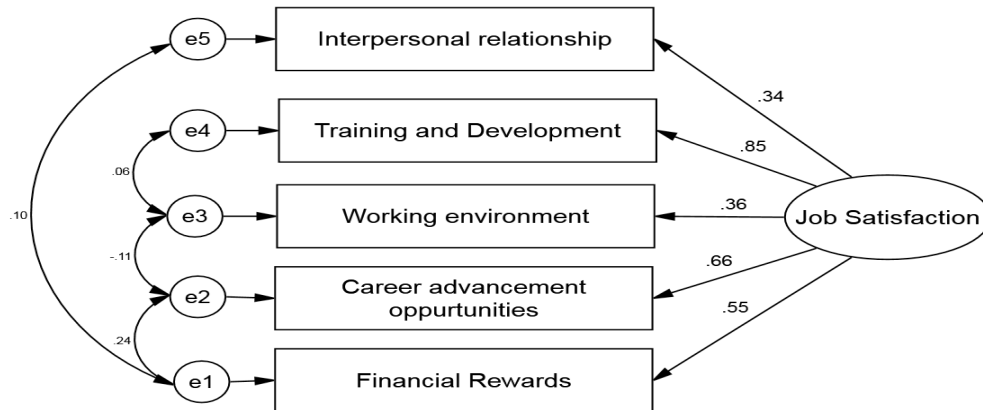 e5
Interpersonal relationship
.34
e4
Training and Development
.85
.06
e3
Working environment
.36
Job Satisfaction
.10
-.11
e2
Career advancement
oppurtunities
.66
.55
.24
e1
Financial Rewards